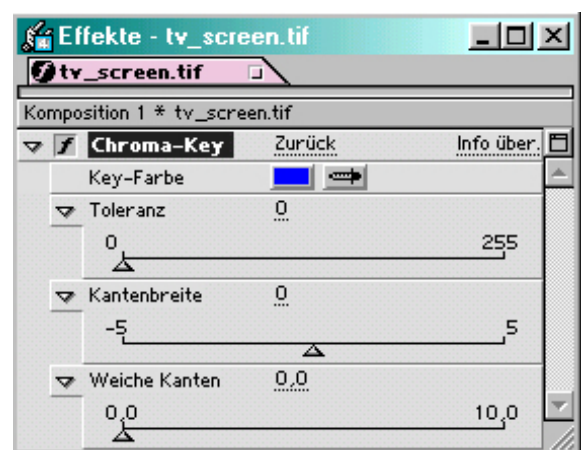 Effekte - tv_screen.tif
tv_screen.tif
Komposition 1 * tv_screen.tif
Chroma-Key Zurück Info über.
Key-Farbe
Toleranz 0
0 255
Kantenbreite 0
-5 5
Weiche Kanten 0,0
0,0 10,0